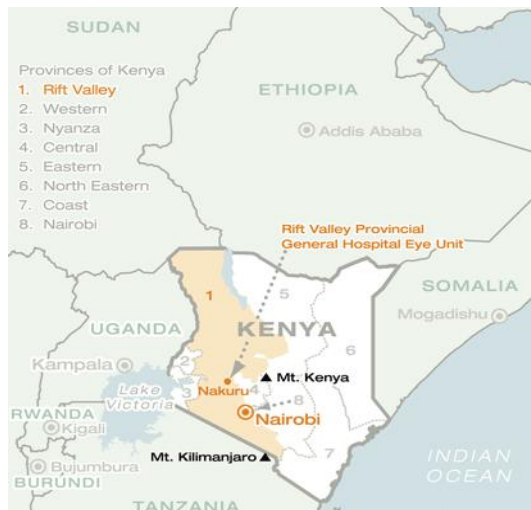 SUDAN
Provinces of Kenya
1. Rift Valley
2. Western
3. Nyanza
4. Central
5. Eastern
6. North Eastern
7. Coast
8. Nairobi
ETHIOPIA
Addis Ababa
Rift Valley Provincial
General Hospital Eye Unit
SOMALIA
Mogadishu
1
5
KENYA
6
UGANDA
Kampala
2
Mt. Kenya
Lake
Victoria
3
Nakuru
4
8
Nairobi
RWANDA
Kigali
7
Mt. Kilimanjaro
Bujumbura
BURUNDI
INDIAN
OCEAN
TANZANIA